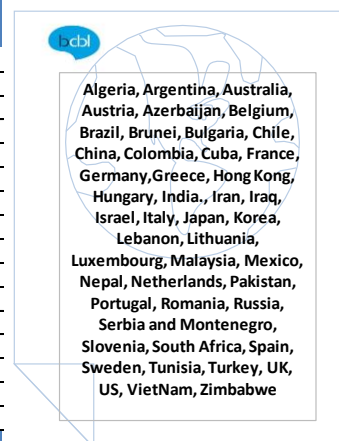 bcbl
Algeria, Argentina, Australia,
Austria, Azerbaijan, Belgium,
Brazil, Brunei, Bulgaria, Chile,
China, Colombia, Cuba, France,
Germany,Greece, Hong Kong,
Hungary, India., Iran, Iraq,
Israel, Italy, Japan, Korea,
Lebanon, Lithuania,
Luxembourg, Malaysia, Mexico,
Nepal, Netherlands, Pakistan,
Portugal, Romania, Russia,
Serbia and Montenegro,
Slovenia, South Africa, Spain,
Sweden, Tunisia, Turkey, UK,
US, VietNam, Zimbabwe